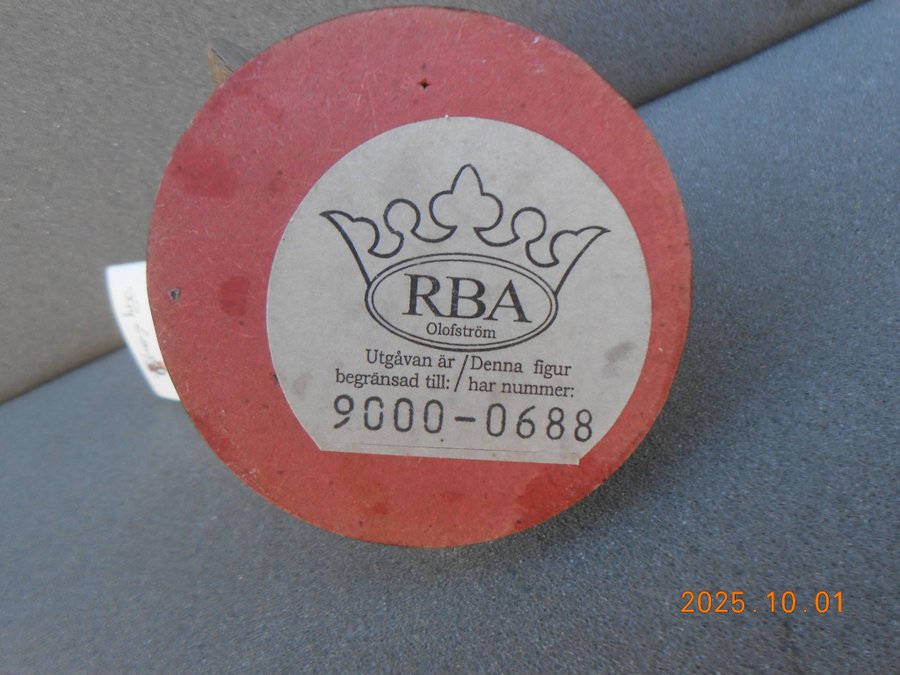 RBA
Olofström
Utgåvan är / Denna figur
begränsad till: / har nummer:
9000-0688
2025.10.01